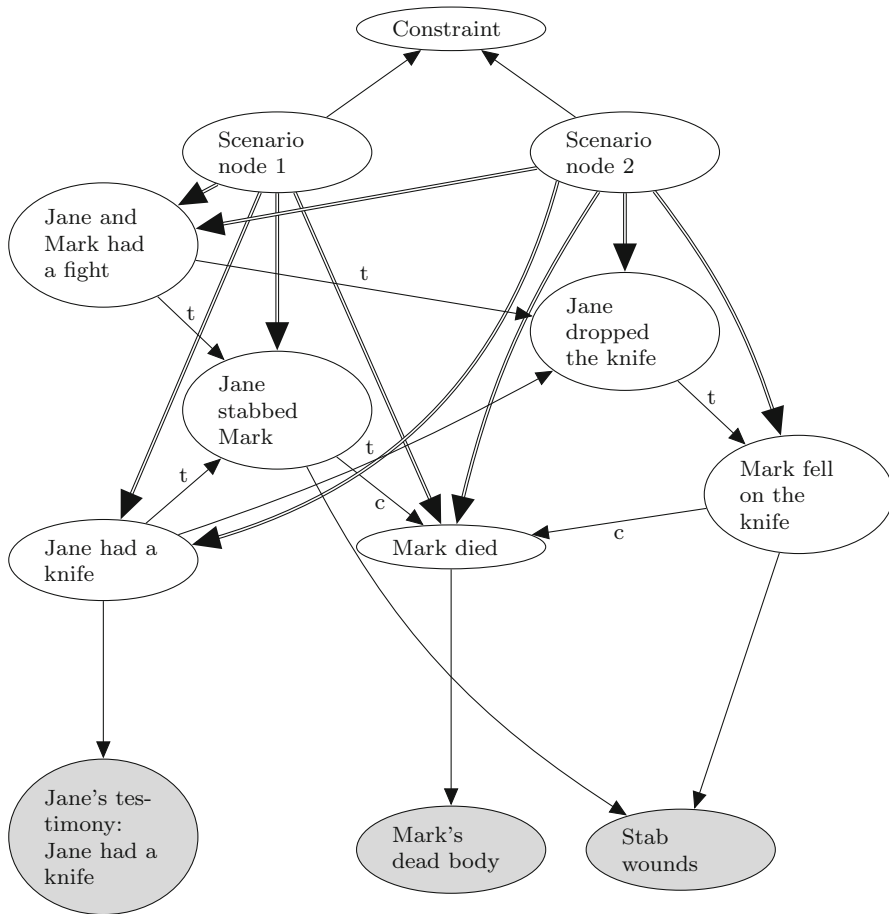 Constraint
Scenario
node 1
Scenario
node 2
Jane and
Mark had
a fight
t
t
Jane
dropped
the knife
Jane
stabbed
Mark
t
t
t
c
Mark fell
on the
knife
Jane had a
knife
Mark died
c
Jane's tes-
timony:
Jane had a
knife
Mark's
dead body
Stab
wounds